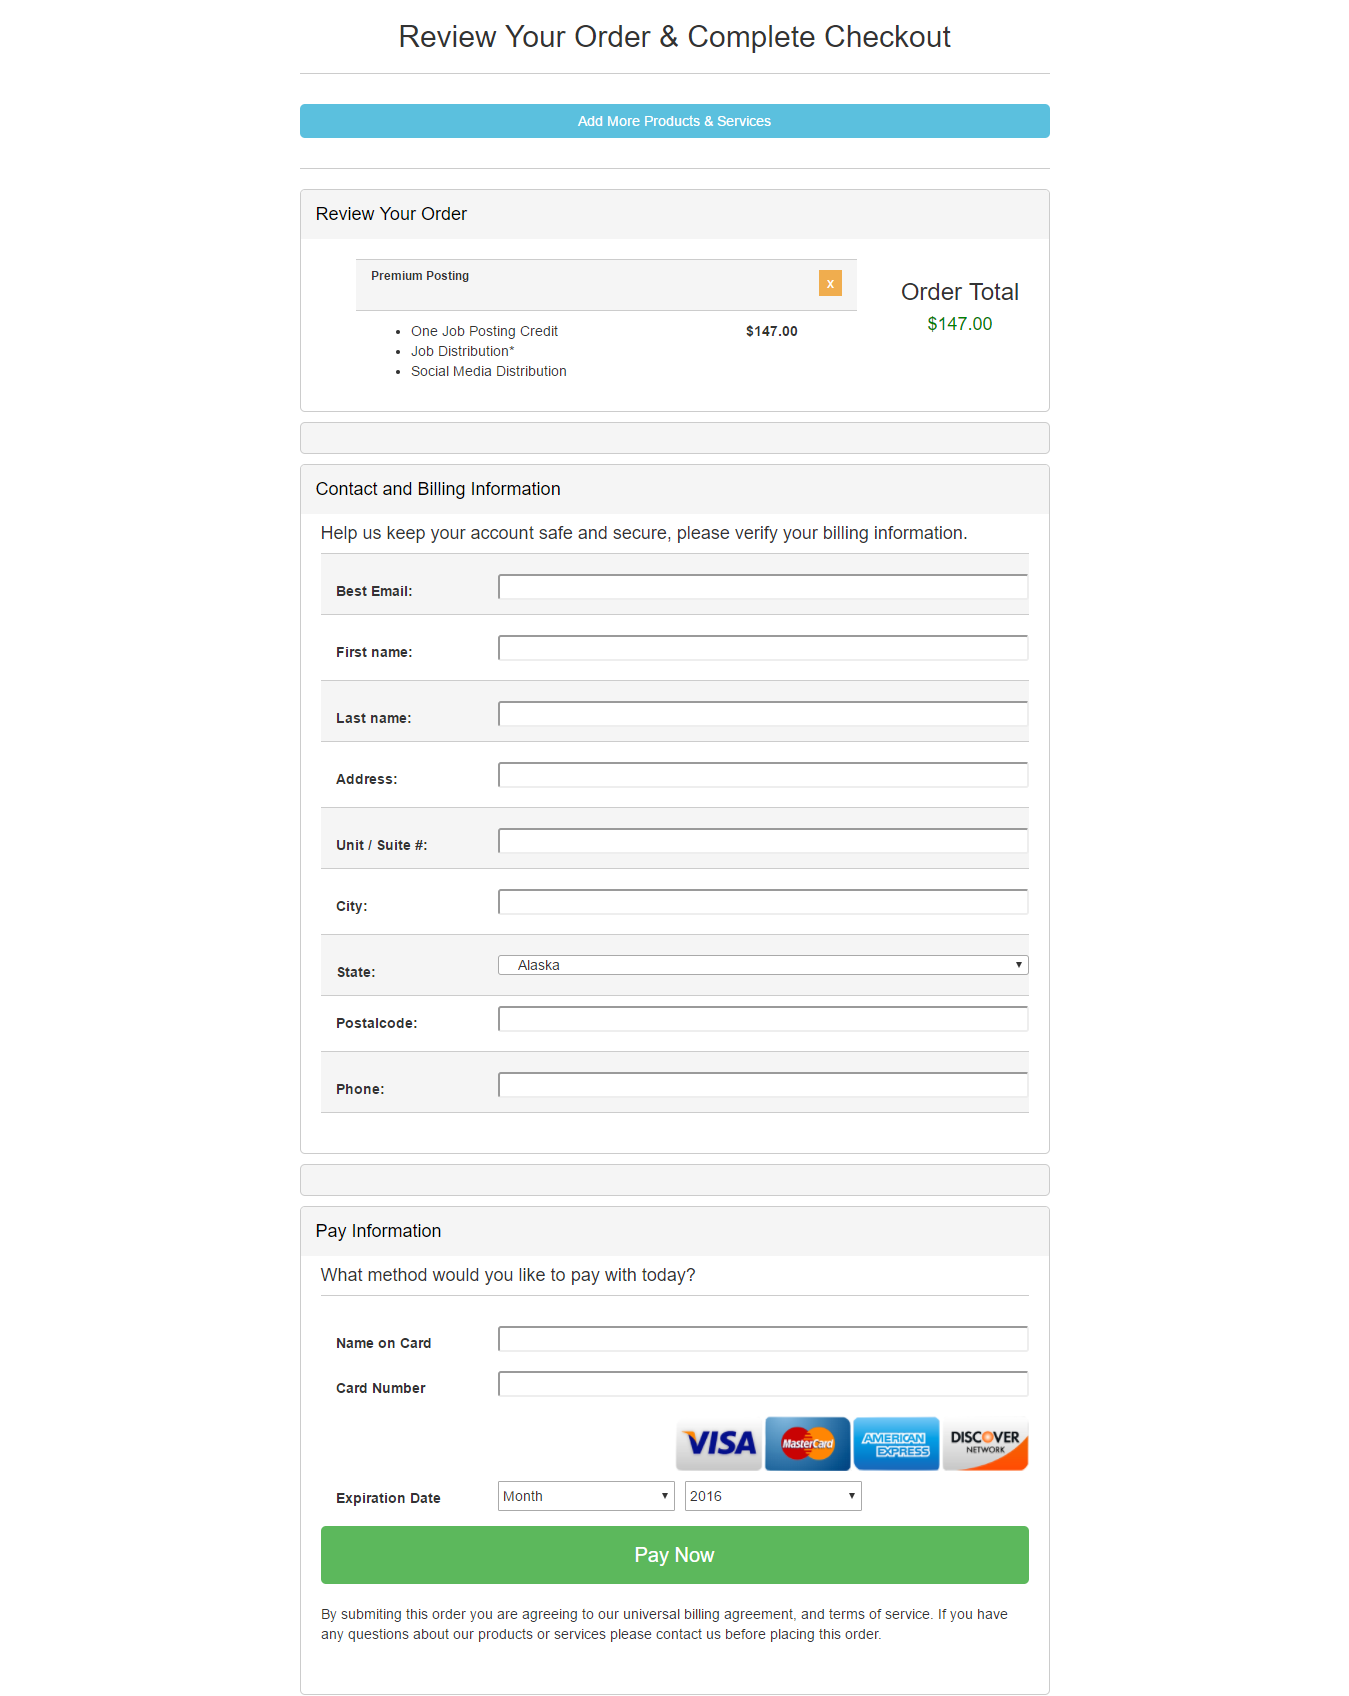 Review Your Order & Complete Checkout
Add More Products & Services
Review Your Order
Premium Posting
x
Order Total
$147.00
One Job Posting Credit
$147.00
Job Distribution*
Social Media Distribution
Contact and Billing Information
Help us keep your account safe and secure, please verify your billing information.
Best Email:
First name:
Last name:
Address:
Unit / Suite #:
City:
State:
Alaska
Postalcode:
Phone:
Pay Information
What method would you like to pay with today?
Name on Card
Card Number
VISA
MasterCard
AMERICAN EXPRESS
DISCOVER NETWORK
Expiration Date
Month
2016
Pay Now
By submiting this order you are agreeing to our universal billing agreement, and terms of service. If you have
any questions about our products or services please contact us before placing this order.